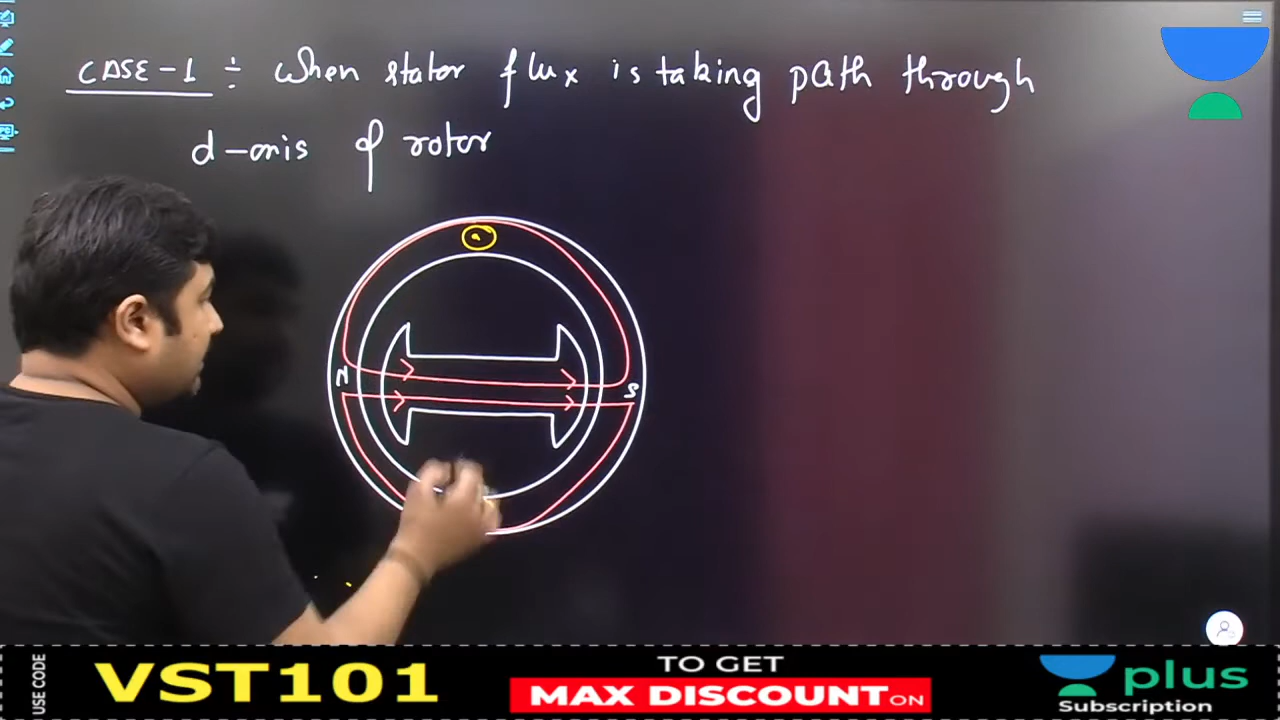 CASE-1 ÷ When stator flux is taking path through
d-axis of rotor
N
S
USE CODE
VST101
TO GET
MAX DISCOUNT ON
plus
Subscription